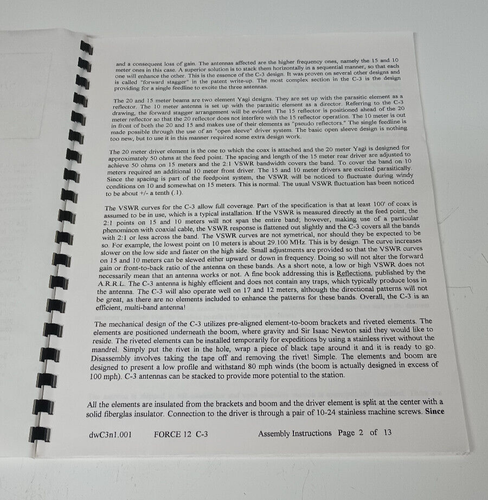 and a consequent loss of gain. The antennas affected are the higher frequency ones, namely the 15 and 10
meter ones in this case. A superior solution is to stack them horizontally in a sequential manner, so that each
one will enhance the other. This is the essence of the C-3 design. It was proven on several other designs and
is called "forward stagger" in the patent write-up. The most complex section in the C-3 is the design
providing for a single feedline to excite the three antennas.
The 20 and 15 meter beams are two element Yagi designs. They are set up with the parasitic element as a
reflector. The 10 meter antenna is set up with the parasitic element as a director. Referring to the C-3
drawing, the forward stagger arrangement will be evident. The 15 reflector is positioned ahead of the 20
meter reflector so that the 20 reflector does not interfere with the 15 reflector operation. The 10 meter is out
in front of both the 20 and 15 and makes use of their elements as "pseudo reflectors." The single feedline is
made possible through the use of an "open sleeve" driver system. The basic open sleeve design is nothing
too new, but to use it in this manner required some extra design work.
The 20 meter driver element is the one to which the coax is attached and the 20 meter Yagi is designed for
approximately 50 ohms at the feed point. The spacing and length of the 15 meter rear driver are adjusted to
achieve 50 ohms on 15 meters and the 2:1 VSWR bandwidth covers the band. To cover the band on 10
meters required an additional 10 meter front driver. The 15 and 10 meter drivers are excited parasitically.
Since the spacing is part of the feedpoint system, the VSWR will be noticed to fluctuate during windy
conditions on 10 and somewhat on 15 meters. This is normal. The usual VSWR fluctuation has been noticed
to be about +/- a tenth (.1).
The VSWR curves for the C-3 allow full coverage. Part of the specification is that at least 100' of coax is
assumed to be in use, which is a typical installation. If the VSWR is measured directly at the feed point, the
2:1 points on 15 and 10 meters will not span the entire band; however, making use of a particular
phenominon with coaxial cable, the VSWR response is flattened out slightly and the C-3 covers all the bands
with 2:1 or less across the band. The VSWR curves are not symetrical, nor should they be expected to be
so. For example, the lowest point on 10 meters is about 29.100 MHz. This is by design. The curve increases
slower on the low side and faster on the high side. Small adjustments are provided so that the VSWR curves
on 15 and 10 meters can be slewed either upward or down in frequency. Doing so will not alter the forward
gain or front-to-back ratio of the antenna on these bands. As a short note, a low or high VSWR does not
necessarily mean that an antenna works or not. A fine book addressing this is Reflections, published by the
A.R.R.L. The C-3 antenna is highly efficient and does not contain any traps, which typically produce loss in
the antenna. The C-3 will also operate well on 17 and 12 meters, although the directional patterns will not
be great, as there are no elements included to enhance the patterns for these bands. Overall, the C-3 is an
efficient, multi-band antenna!
The mechanical design of the C-3 utilizes pre-aligned element-to-boom brackets and riveted elements. The
elements are positioned underneath the boom, where gravity and Sir Isaac Newton said they would like to
reside. The riveted elements can be installed temporarily for expeditions by using a stainless rivet without the
mandrel. Simply put the rivet in the hole, wrap a piece of black tape around it and it is ready to go.
Disassembly involves taking the tape off and removing the rivet! Simple. The elements and boom are
designed to present a low profile and withstand 80 mph winds (the boom is actually designed in excess of
100 mph). C-3 antennas can be stacked to provide more potential to the station.
All the elements are insulated from the brackets and boom and the driver element is split at the center with a
solid fiberglas insulator. Connection to the driver is through a pair of 10-24 stainless machine screws. Since
dwC3n1.001 FORCE 12 C-3 Assembly Instructions Page 2 of 13